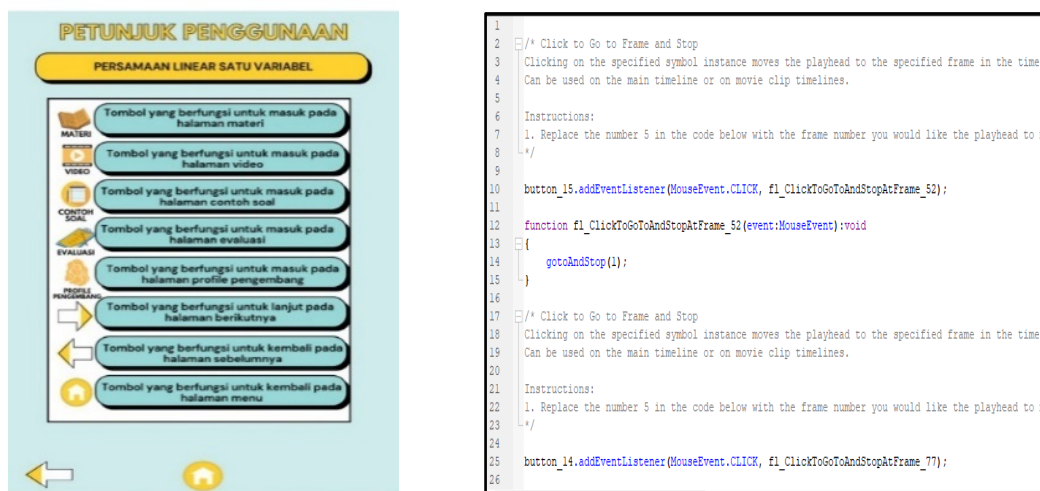 PETUNJUK PENGGUNAAN
PERSAMAAN LINEAR SATU VARIABEL
MATERI
Tombol yang berfungsi untuk masuk pada
halaman materi
VIDEO
Tombol yang berfungsi untuk masuk pada
halaman video
CONTOH
SOAL
Tombol yang berfungsi untuk masuk pada
halaman contoh soal
EVALUASI
Tombol yang berfungsi untuk masuk pada
halaman evaluasi
PROFILE
PENGEMBANG
Tombol yang berfungsi untuk masuk pada
halaman profile pengembang
Tombol yang berfungsi untuk lanjut pada
halaman berikutnya
Tombol yang berfungsi untuk kembali pada
halaman sebelumnya
Tombol yang berfungsi untuk kembali pada
halaman menu
1
2 /* Click to Go to Frame and Stop
3 Clicking on the specified symbol instance moves the playhead to the specified frame in the time
4 Can be used on the main timeline or on movie clip timelines.
5
6 Instructions:
7 1. Replace the number 5 in the code below with the frame number you would like the playhead to
8 */
9
10 button_15.addEventListener(MouseEvent.CLICK, fl_ClickToGoToAndStopAtFrame_52);
11
12 function fl_ClickToGoToAndStopAtFrame_52(event:MouseEvent):void
13 {
14 gotoAndStop(1);
15 }
16
17 /* Click to Go to Frame and Stop
18 Clicking on the specified symbol instance moves the playhead to the specified frame in the time
19 Can be used on the main timeline or on movie clip timelines.
20
21 Instructions:
22 1. Replace the number 5 in the code below with the frame number you would like the playhead to
23 */
24
25 button_14.addEventListener(MouseEvent.CLICK, fl_ClickToGoToAndStopAtFrame_77);
26